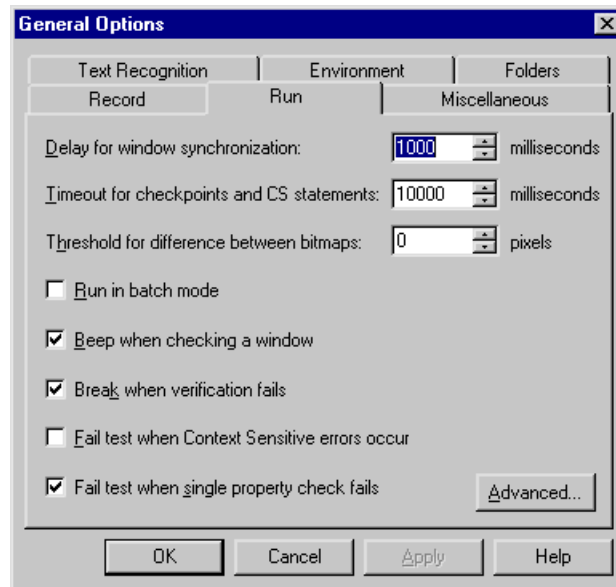 General Options
Text Recognition Environment Folders
Record Run Miscellaneous
Delay for window synchronization: 1000 milliseconds
Timeout for checkpoints and CS statements: 10000 milliseconds
Threshold for difference between bitmaps: 0 pixels
Run in batch mode
Beep when checking a window
Break when verification fails
Fail test when Context Sensitive errors occur
Fail test when single property check fails
Advanced...
OK Cancel Apply Help